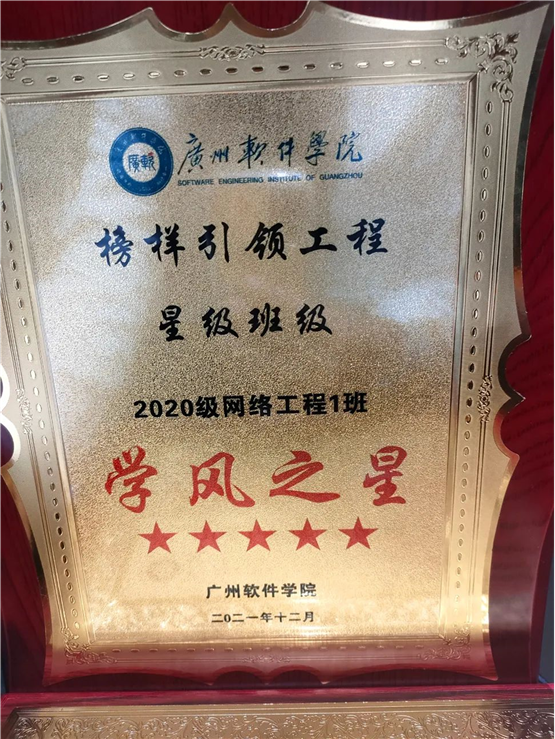 廣州軟件學院
SOFTWARE ENGINEERING INSTITUTE OF GUANGZHOU
榜样引领工程
星级班级
2020级网络工程1班
学风之星
广州软件学院
二0二一年十二月